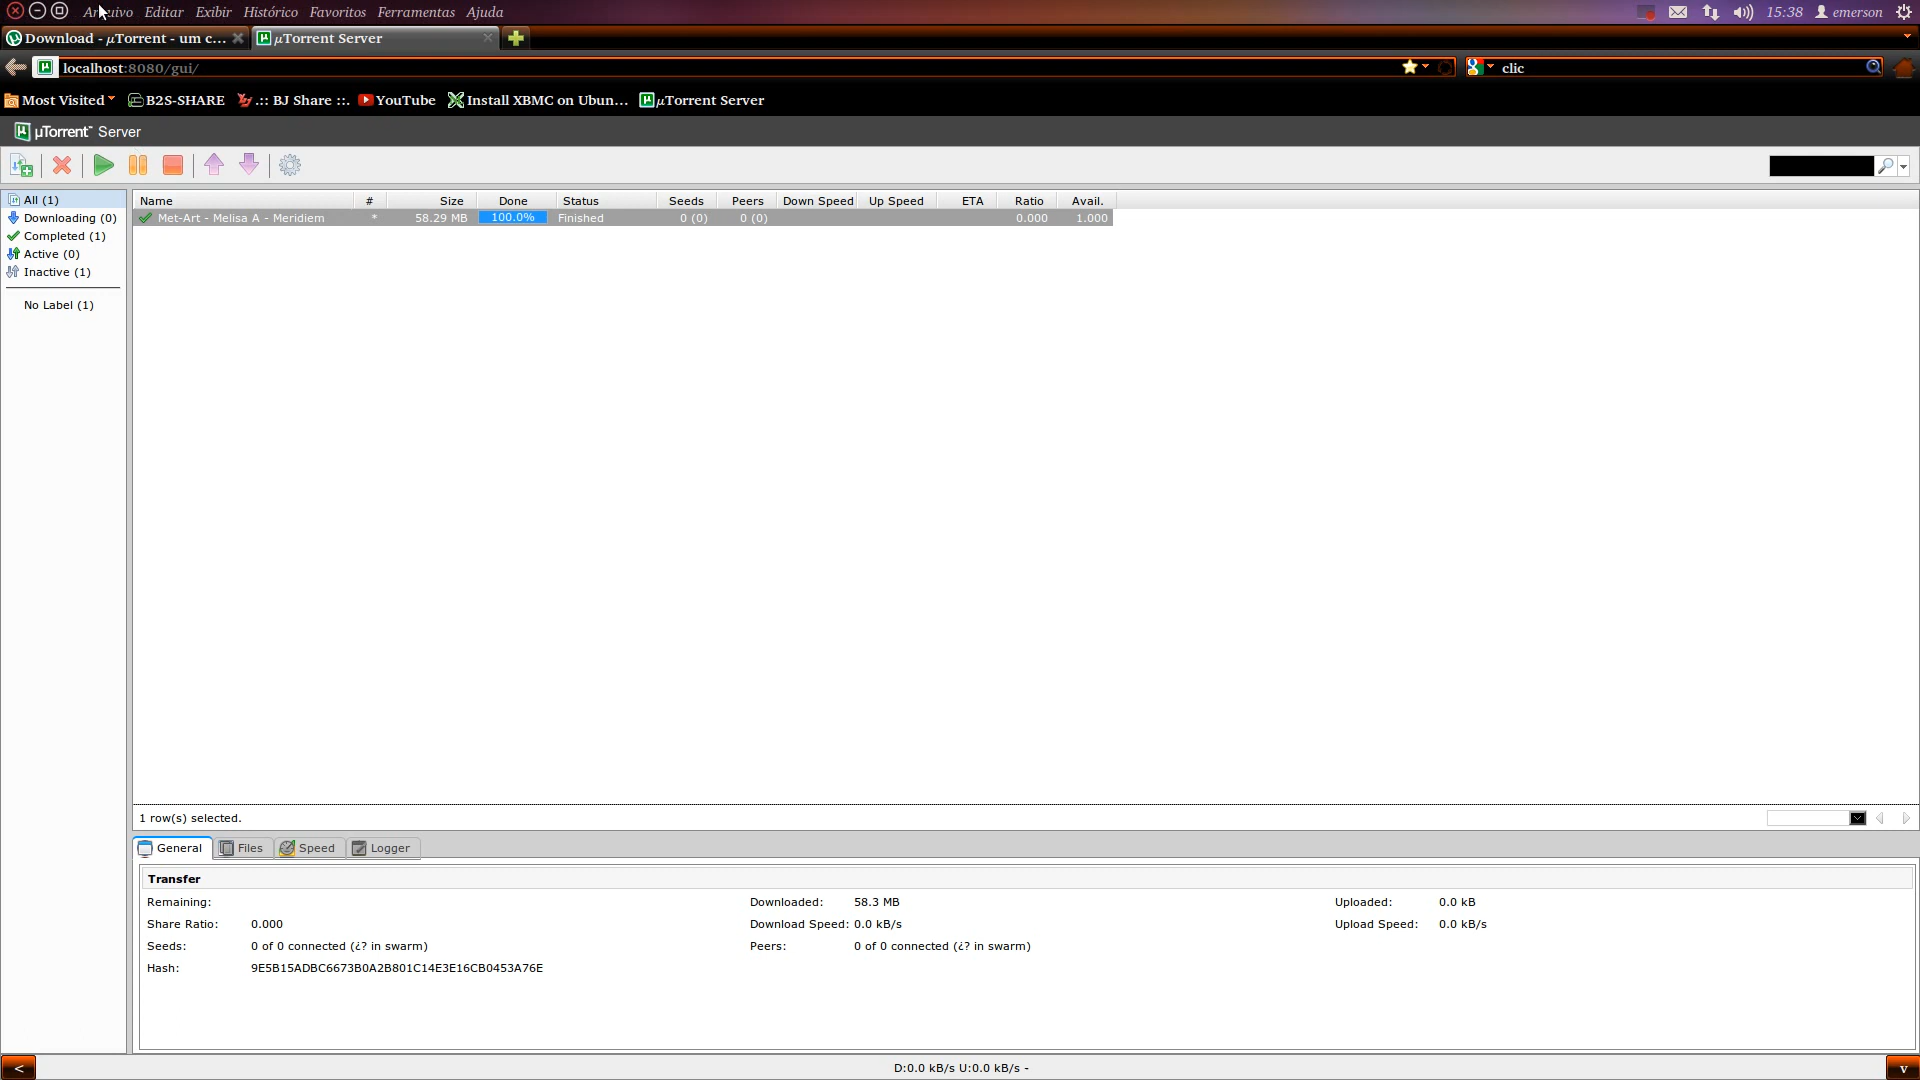 Arquivo Editar Exibir Histórico Favoritos Ferramentas Ajuda 15:38 emerson
Download - µTorrent - um c... µTorrent Server
localhost:8080/gui/ clic
Most Visited B2S-SHARE .:: BJ Share ::. YouTube Install XBMC on Ubun... µTorrent Server
µTorrent™ Server
All (1)
Downloading (0)
Completed (1)
Active (0)
Inactive (1)
No Label (1)
Name # Size Done Status Seeds Peers Down Speed Up Speed ETA Ratio Avail.
Met-Art - Melisa A - Meridiem * 58.29 MB 100.0% Finished 0 (0) 0 (0) 0.000 1.000
1 row(s) selected.
General Files Speed Logger
Transfer
Remaining: Downloaded: 58.3 MB Uploaded: 0.0 kB
Share Ratio: 0.000 Download Speed: 0.0 kB/s Upload Speed: 0.0 kB/s
Seeds: 0 of 0 connected (¿? in swarm) Peers: 0 of 0 connected (¿? in swarm)
Hash: 9E5B15ADBC6673B0A2B801C14E3E16CB0453A76E
< D:0.0 kB/s U:0.0 kB/s - v